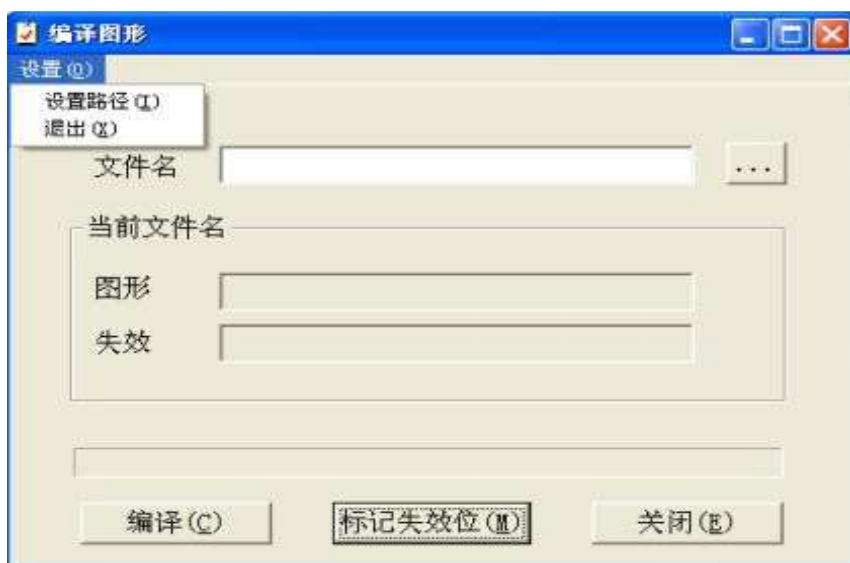 编译图形
设置(O)
设置路径(I)
退出(X)
文件名
...
当前文件名
图形
失效
编译(C)
标记失效位(M)
关闭(E)